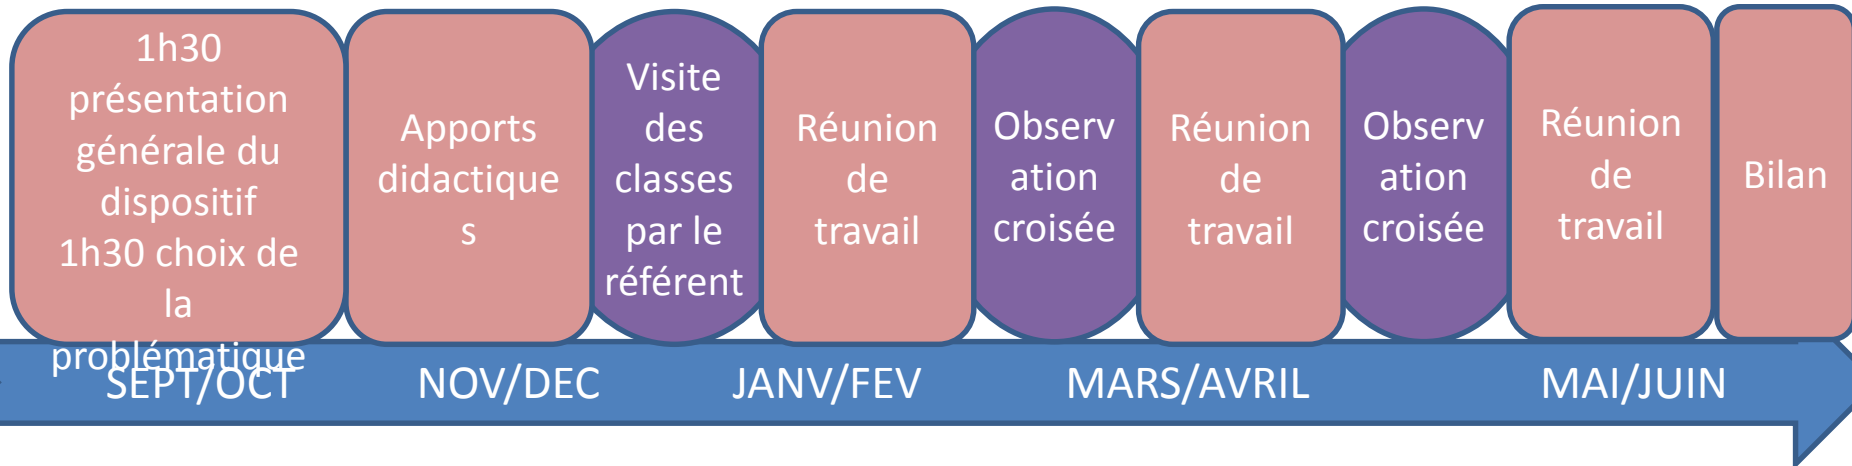 1h30
présentation
générale du
dispositif
1h30 choix de
la
problématique
Apports
didactique
s
Visite
des
classes
par le
référent
Réunion
de
travail
Observ
ation
croisée
Réunion
de
travail
Observ
ation
croisée
Réunion
de
travail
Bilan
SEPT/OCT
NOV/DEC
JANV/FEV
MARS/AVRIL
MAI/JUIN